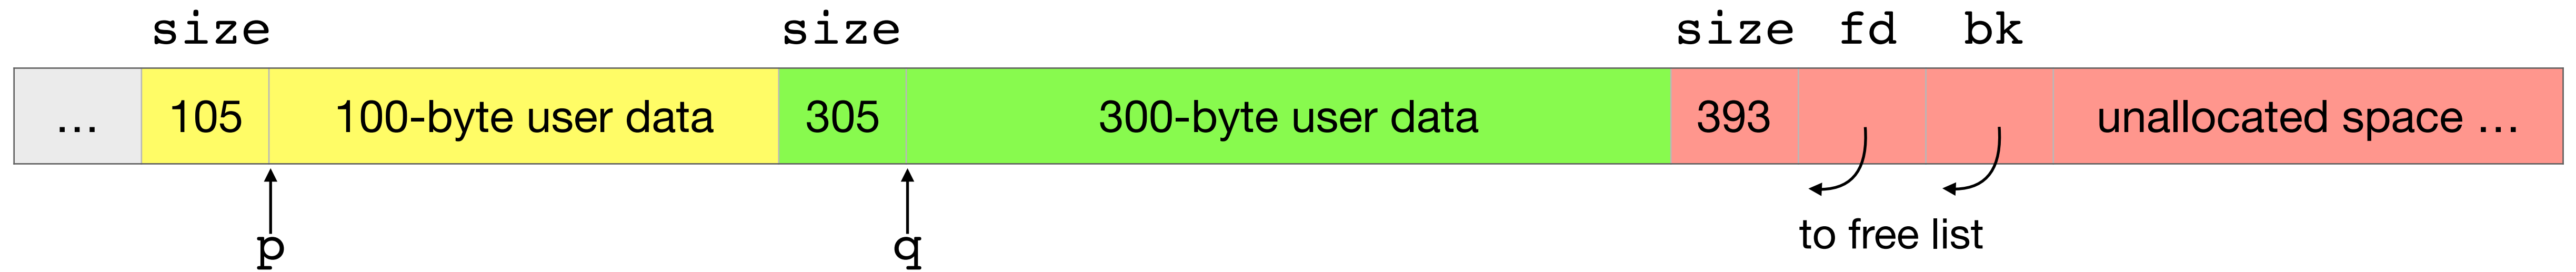 size size size fd bk
… 105 100-byte user data 305 300-byte user data 393 unallocated space …
to free list
p q